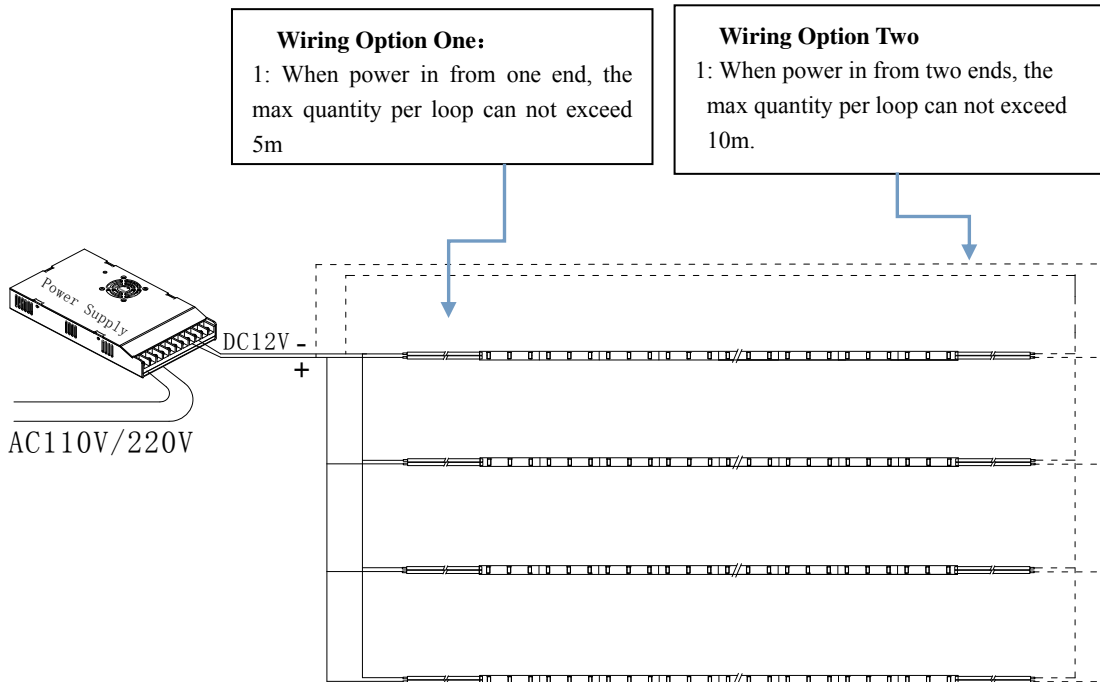 Wiring Option One：
1: When power in from one end, the
max quantity per loop can not exceed
5m
Wiring Option Two
1: When power in from two ends, the
max quantity per loop can not exceed
10m.
Power Supply
DC12V -
+
AC110V/220V